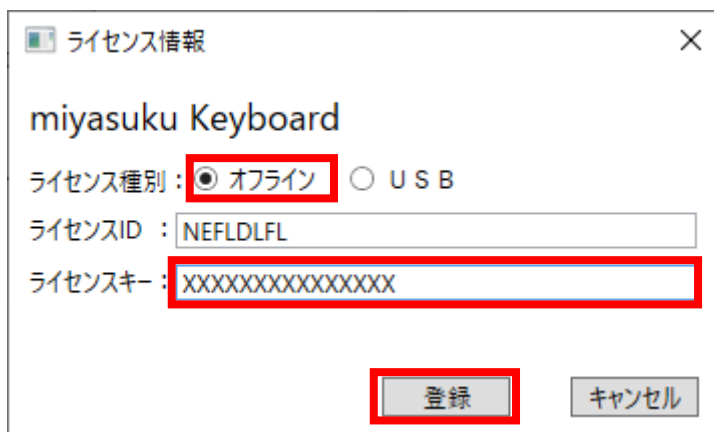 ライセンス情報
miyasuku Keyboard
ライセンス種別： オフライン ＵＳＢ
ライセンスID ： NEFLDLFL
ライセンスキー： XXXXXXXXXXXXXXX
登録 キャンセル